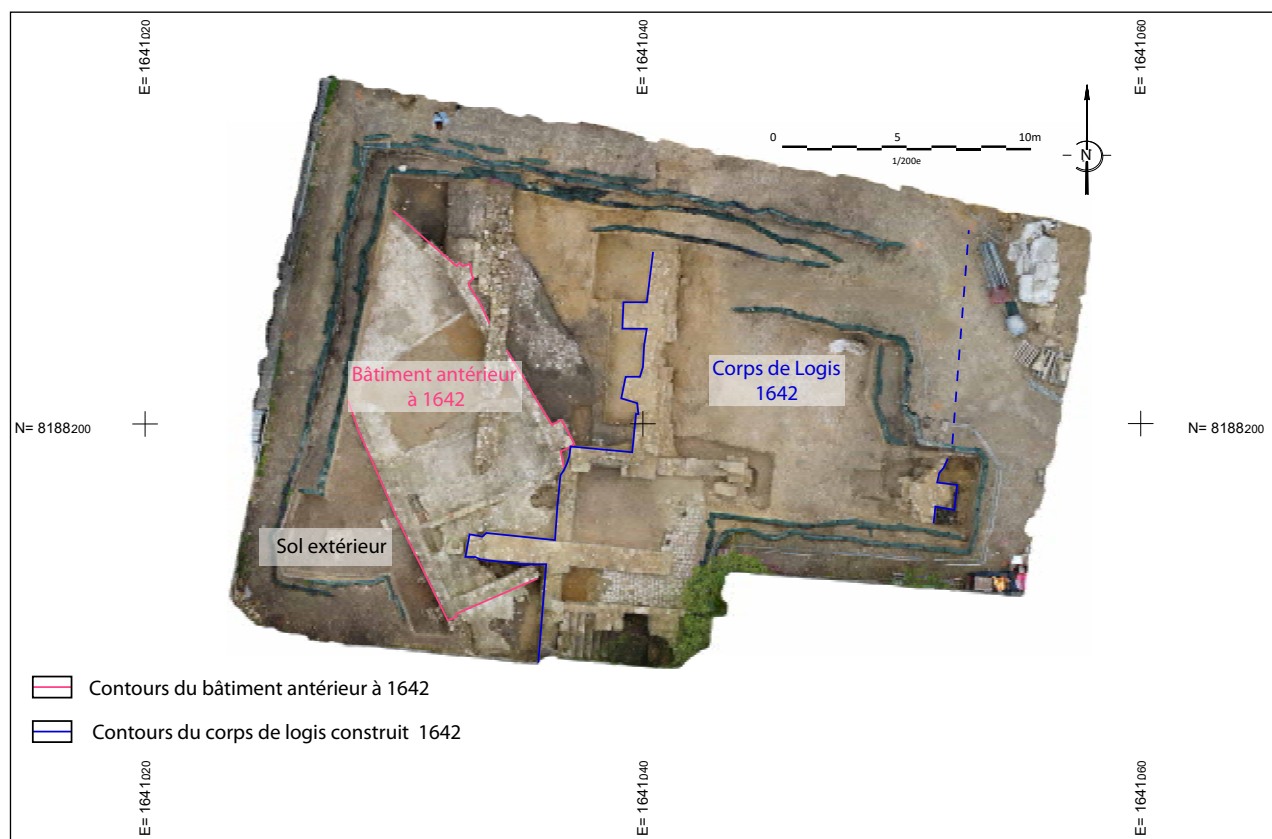 E= 1641020
E= 1641040
E= 1641060
0 5 10m
1/200e
N
Bâtiment antérieur
à 1642
Corps de Logis
1642
N= 8188200
N= 8188200
Sol extérieur
Contours du bâtiment antérieur à 1642
Contours du corps de logis construit 1642
E= 1641020
E= 1641040
E= 1641060